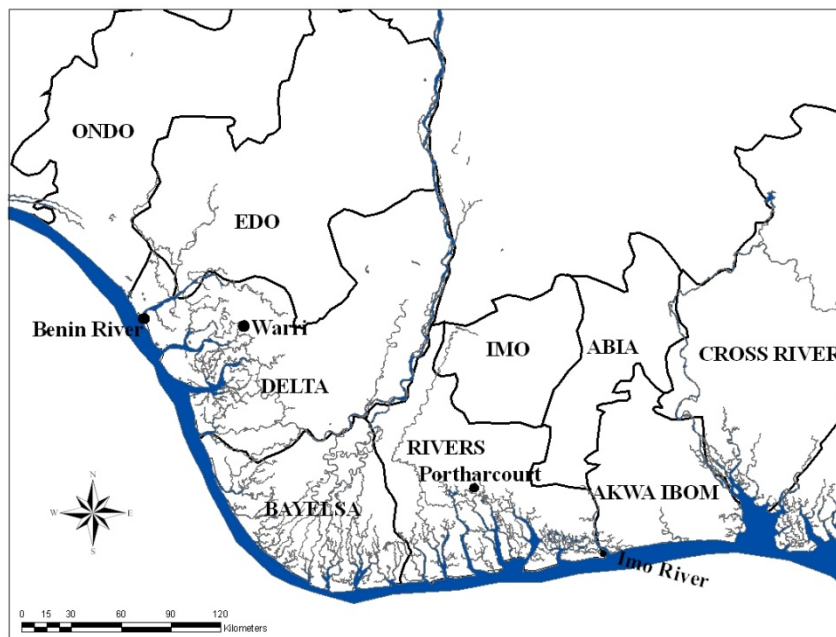 ONDO
EDO
Benin River
Warri
IMO
ABIA
CROSS RIVER
DELTA
RIVERS
Portharcourt
AKWA IBOM
BAYELSA
N
W
E
S
Imo River
0 15 30 60 90 120
Kilometers